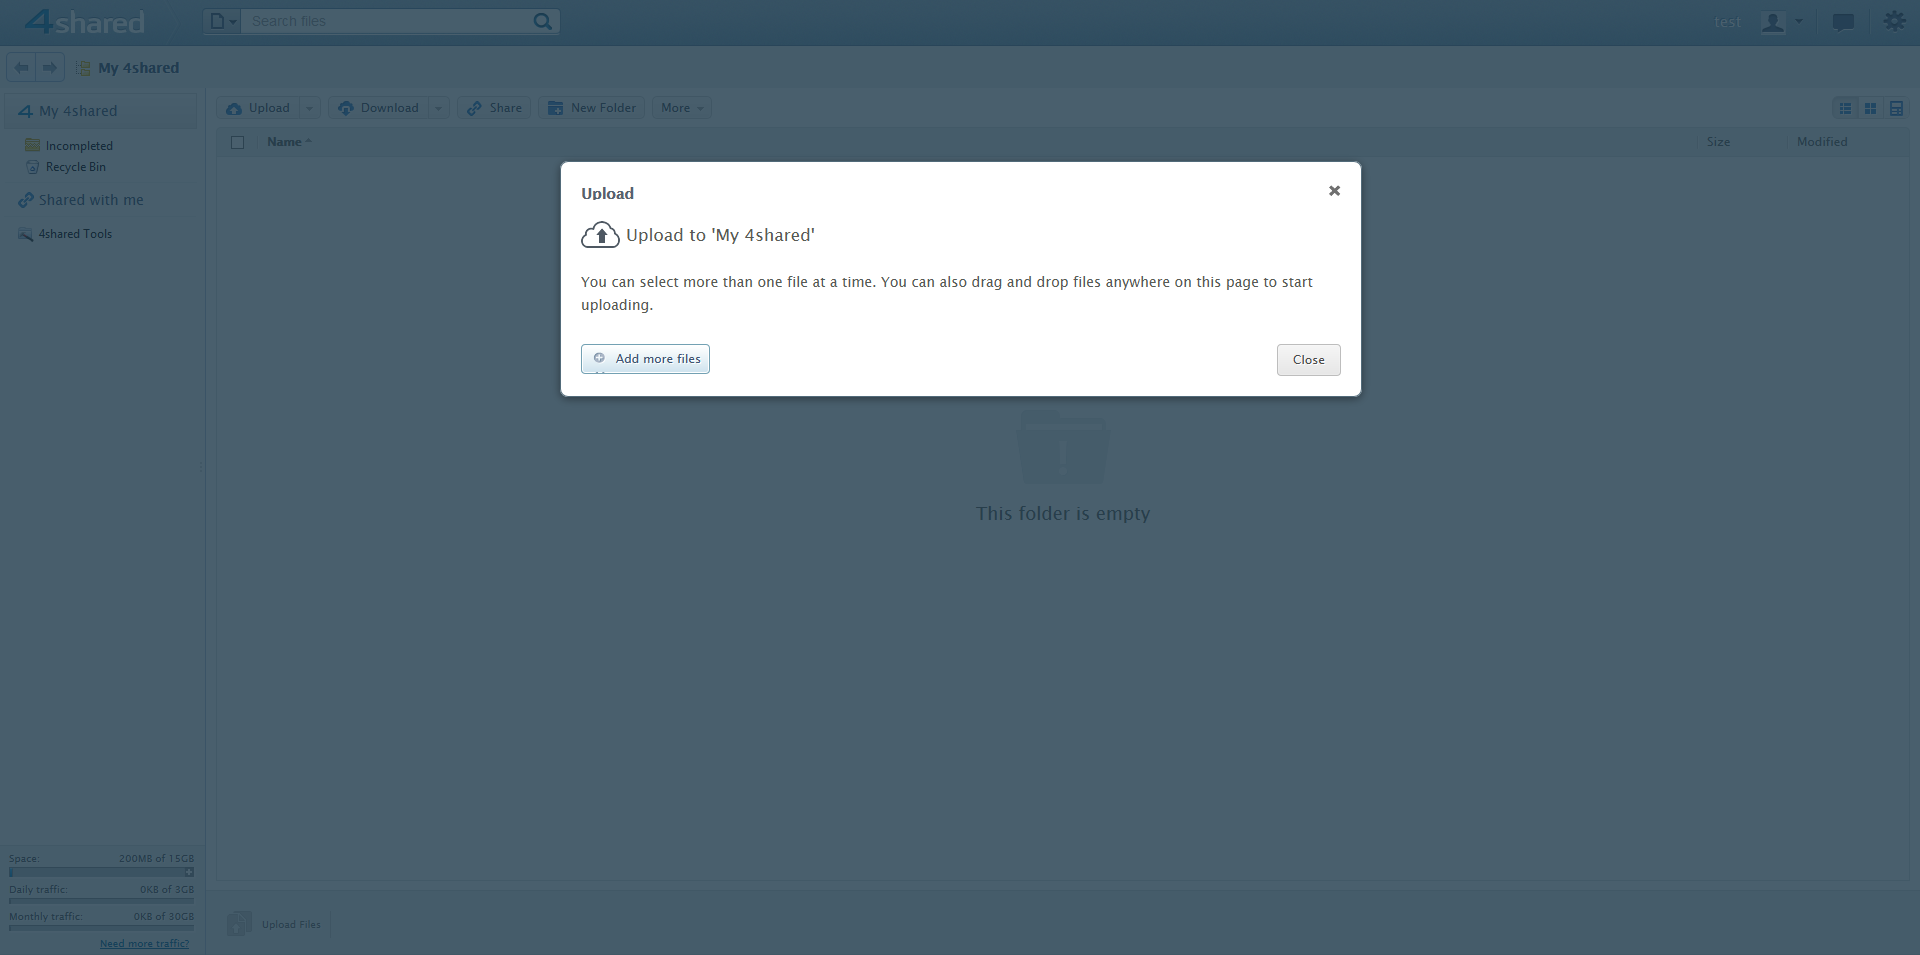 4shared
Search files
test
My 4shared
My 4shared
Incompleted
Recycle Bin
Shared with me
4shared Tools
Upload
Download
Share
New Folder
More
Name
Size
Modified
Upload
Upload to 'My 4shared'
You can select more than one file at a time. You can also drag and drop files anywhere on this page to start
uploading.
Add more files
Close
This folder is empty
Space: 200MB of 15GB
Daily traffic: 0KB of 3GB
Monthly traffic: 0KB of 30GB
Need more traffic?
Upload Files